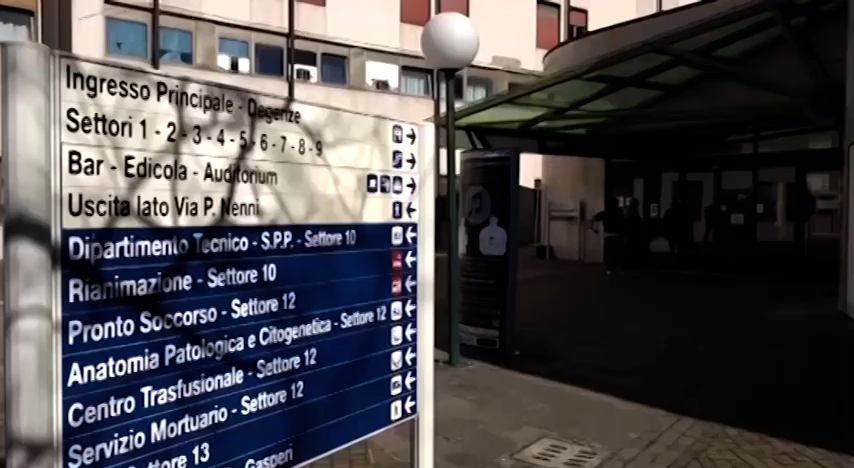 Ingresso Principale - Degenze
Settori 1 - 2 - 3 - 4 - 5 - 6 - 7 - 8 - 9
Bar - Edicola - Auditorium
Uscita lato Via P. Nenni
Dipartimento Tecnico - S.P.P. - Settore 10
Rianimazione - Settore 10
Pronto Soccorso - Settore 12
Anatomia Patologica e Citogenetica - Settore 12
Centro Trasfusionale - Settore 12
Servizio Mortuario - Settore 12
Settore 13
Gasperi